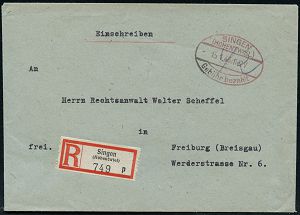 Einschreiben
SINGEN
(HOHENTWIEL)
Gebühr bezahlt
An
Herrn Rechtsanwalt Walter Scheffel
in
frei.
Freiburg (Breisgau)
Werderstrasse Nr. 6.
R
Singen
(Hohentwiel)
749 p